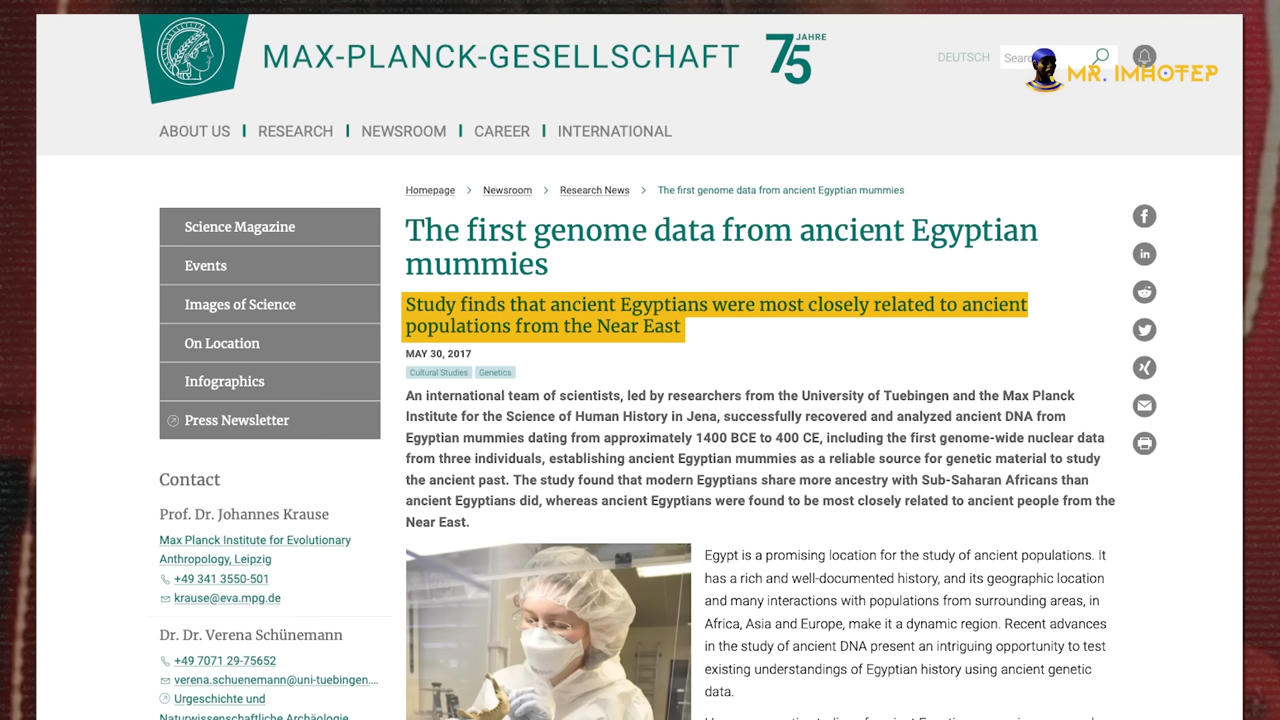 MAX-PLANCK-GESELLSCHAFT
75 JAHRE
DEUTSCH
MR. IMHOTEP
ABOUT US
RESEARCH
NEWSROOM
CAREER
INTERNATIONAL
Homepage > Newsroom > Research News > The first genome data from ancient Egyptian mummies
Science Magazine
Events
Images of Science
On Location
Infographics
Press Newsletter
Contact
Prof. Dr. Johannes Krause
Max Planck Institute for Evolutionary
Anthropology, Leipzig
+49 341 3550-501
krause@eva.mpg.de
Dr. Dr. Verena Schünemann
+49 7071 29-75652
verena.schuenemann@uni-tuebingen....
Urgeschichte und
Naturwissenschaftliche Archäologie
The first genome data from ancient Egyptian
mummies
Study finds that ancient Egyptians were most closely related to ancient
populations from the Near East
MAY 30, 2017
Cultural Studies
Genetics
An international team of scientists, led by researchers from the University of Tuebingen and the Max Planck
Institute for the Science of Human History in Jena, successfully recovered and analyzed ancient DNA from
Egyptian mummies dating from approximately 1400 BCE to 400 CE, including the first genome-wide nuclear data
from three individuals, establishing ancient Egyptian mummies as a reliable source for genetic material to study
the ancient past. The study found that modern Egyptians share more ancestry with Sub-Saharan Africans than
ancient Egyptians did, whereas ancient Egyptians were found to be most closely related to ancient people from the
Near East.
Egypt is a promising location for the study of ancient populations. It
has a rich and well-documented history, and its geographic location
and many interactions with populations from surrounding areas, in
Africa, Asia and Europe, make it a dynamic region. Recent advances
in the study of ancient DNA present an intriguing opportunity to test
existing understandings of Egyptian history using ancient genetic
data.